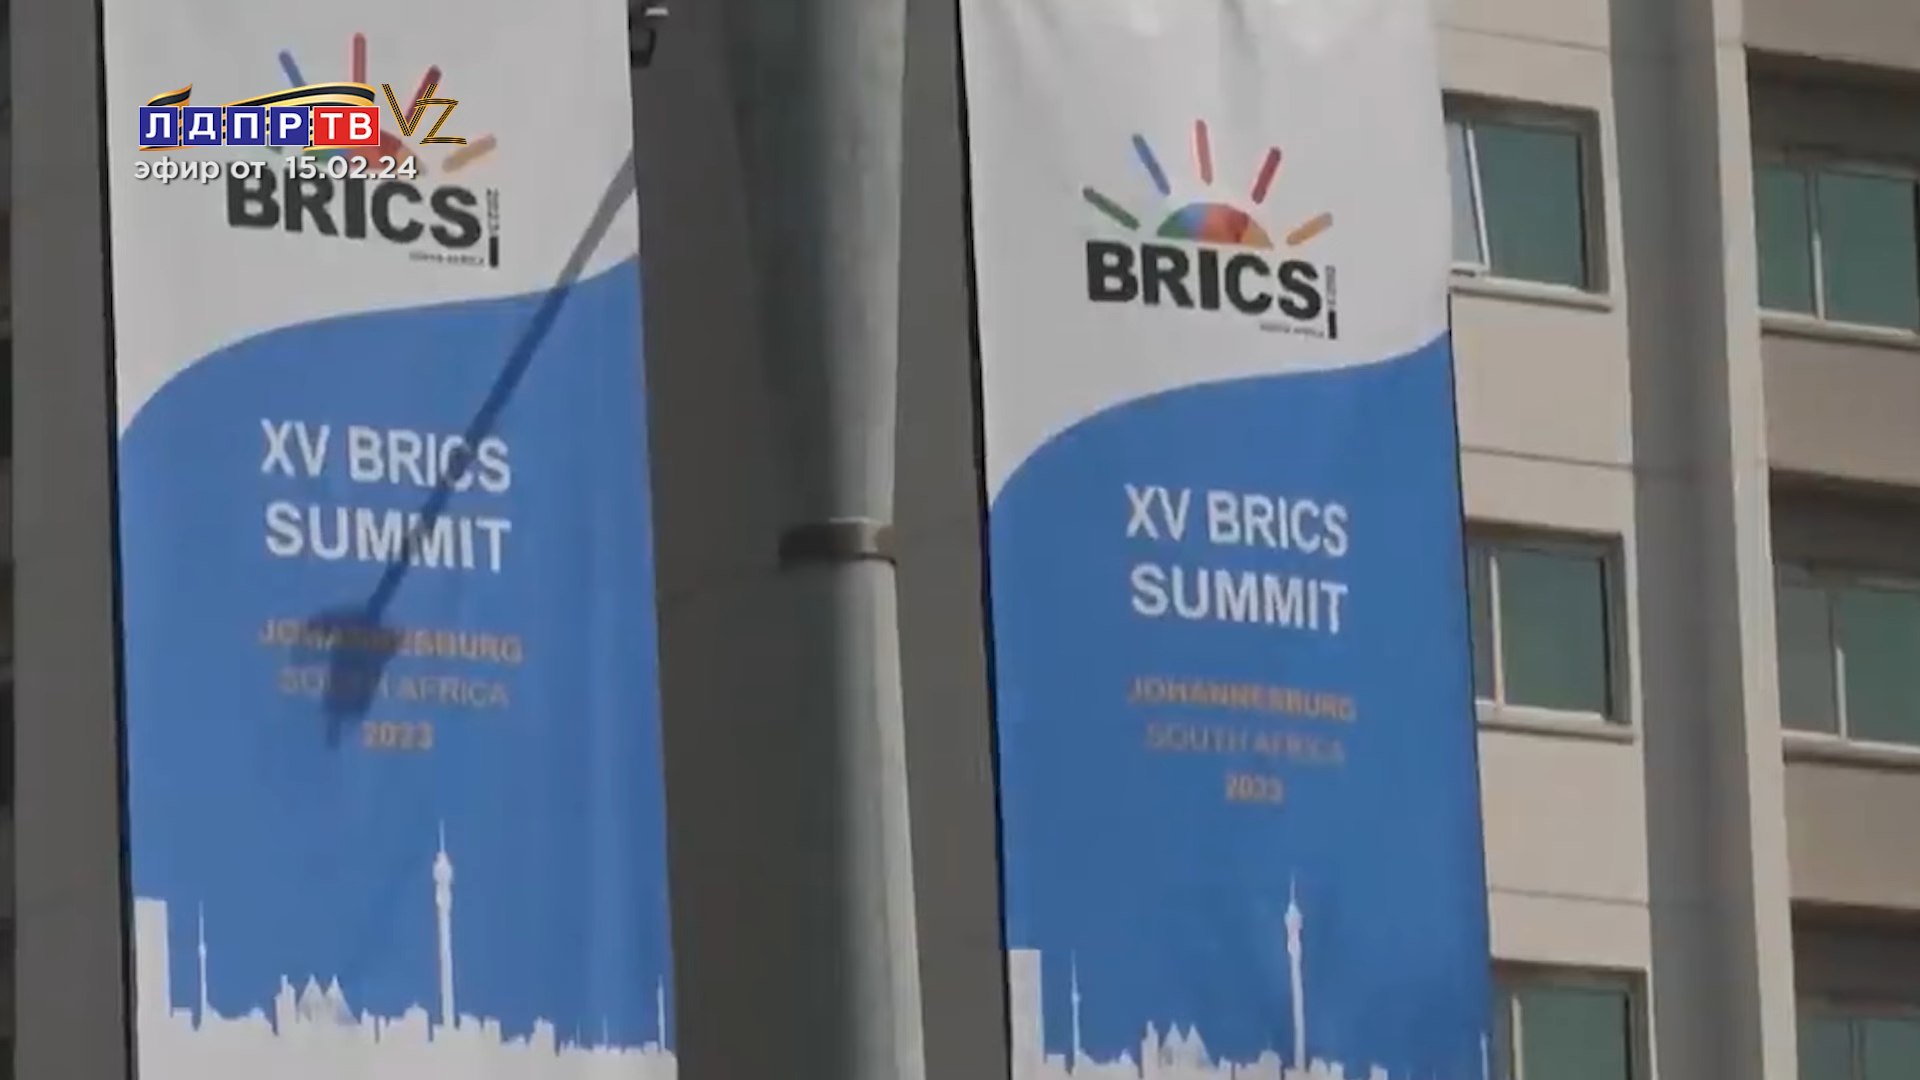 ЛДПР ТВ VZ
эфир от 15.02.24
BRICS
XV BRICS
SUMMIT
JOHANNESBURG
SOUTH AFRICA
2023
BRICS
XV BRICS
SUMMIT
JOHANNESBURG
SOUTH AFRICA
2023